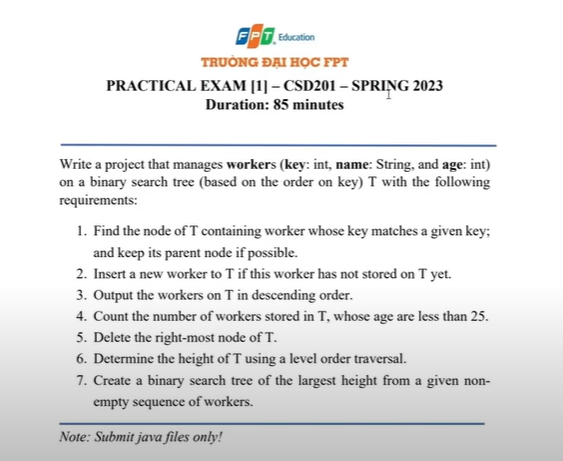 FPT Education
TRƯỜNG ĐẠI HỌC FPT
PRACTICAL EXAM [1] – CSD201 – SPRING 2023
Duration: 85 minutes
Write a project that manages workers (key: int, name: String, and age: int)
on a binary search tree (based on the order on key) T with the following
requirements:
1. Find the node of T containing worker whose key matches a given key;
and keep its parent node if possible.
2. Insert a new worker to T if this worker has not stored on T yet.
3. Output the workers on T in descending order.
4. Count the number of workers stored in T, whose age are less than 25.
5. Delete the right-most node of T.
6. Determine the height of T using a level order traversal.
7. Create a binary search tree of the largest height from a given non-
empty sequence of workers.
Note: Submit java files only!